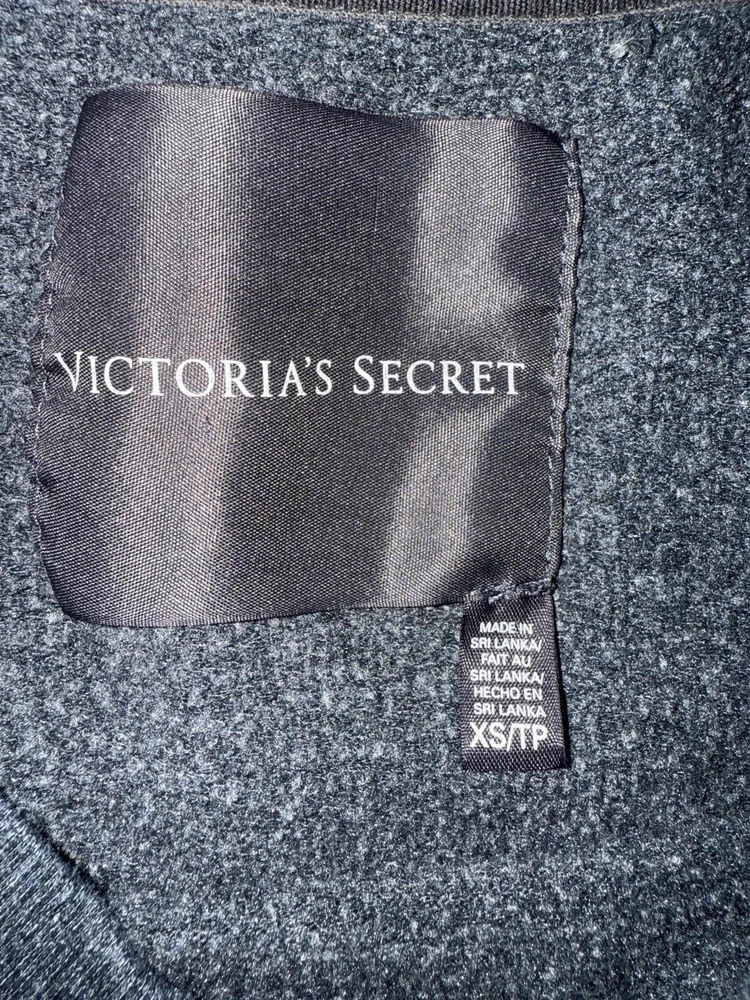 VICTORIA'S SECRET
MADE IN
SRI LANKA/
FAIT AU
SRI LANKA/
HECHO EN
SRI LANKA
XS/TP